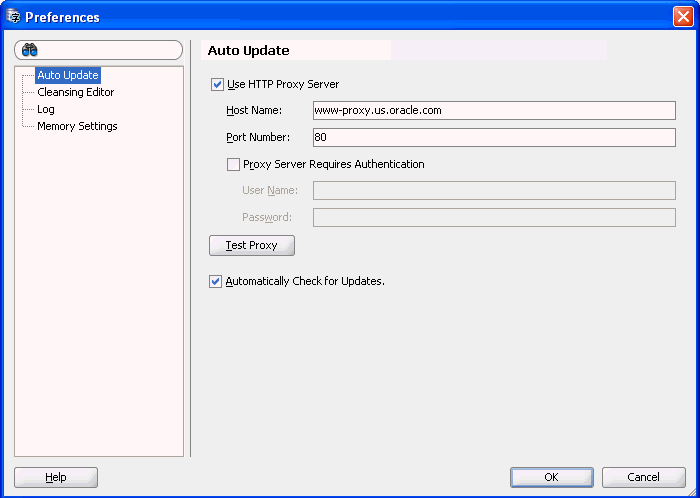 Preferences
Auto Update
Cleansing Editor
Log
Memory Settings
Auto Update
Use HTTP Proxy Server
Host Name: www-proxy.us.oracle.com
Port Number: 80
Proxy Server Requires Authentication
User Name:
Password:
Test Proxy
Automatically Check for Updates.
Help OK Cancel